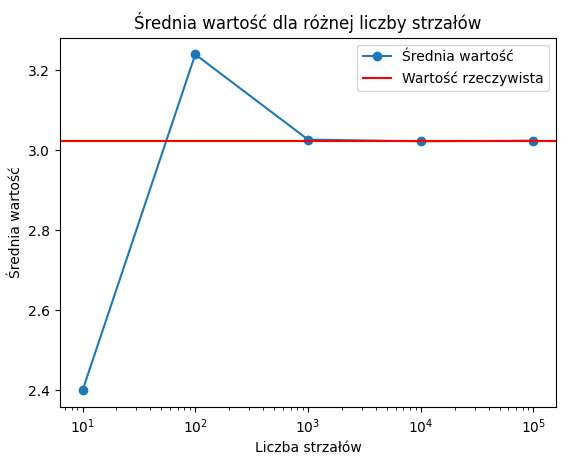 Średnia wartość dla różnej liczby strzałów
Średnia wartość
Wartość rzeczywista
3.2
3.0
2.8
2.6
2.4
Średnia wartość
10¹
10²
10³
10⁴
10⁵
Liczba strzałów